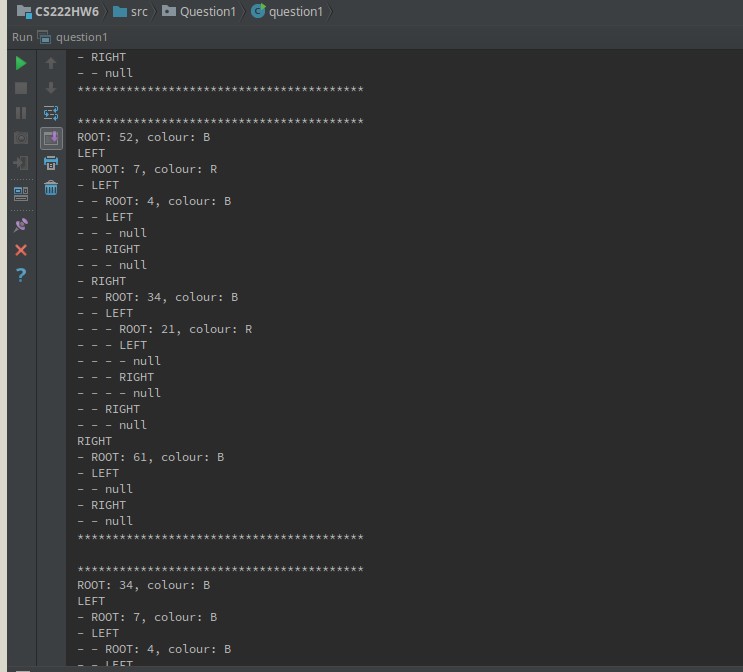 CS222HW6 src Question1 question1
Run question1
- RIGHT
- - null
*****************************************
*****************************************
ROOT: 52, colour: B
LEFT
- ROOT: 7, colour: R
- LEFT
- - ROOT: 4, colour: B
- - LEFT
- - - null
- - RIGHT
- - - null
- RIGHT
- - ROOT: 34, colour: B
- - LEFT
- - - ROOT: 21, colour: R
- - - LEFT
- - - - null
- - - RIGHT
- - - - null
- - RIGHT
- - - null
RIGHT
- ROOT: 61, colour: B
- LEFT
- - null
- RIGHT
- - null
*****************************************
*****************************************
ROOT: 34, colour: B
LEFT
- ROOT: 7, colour: B
- LEFT
- - ROOT: 4, colour: B
- - LEFT